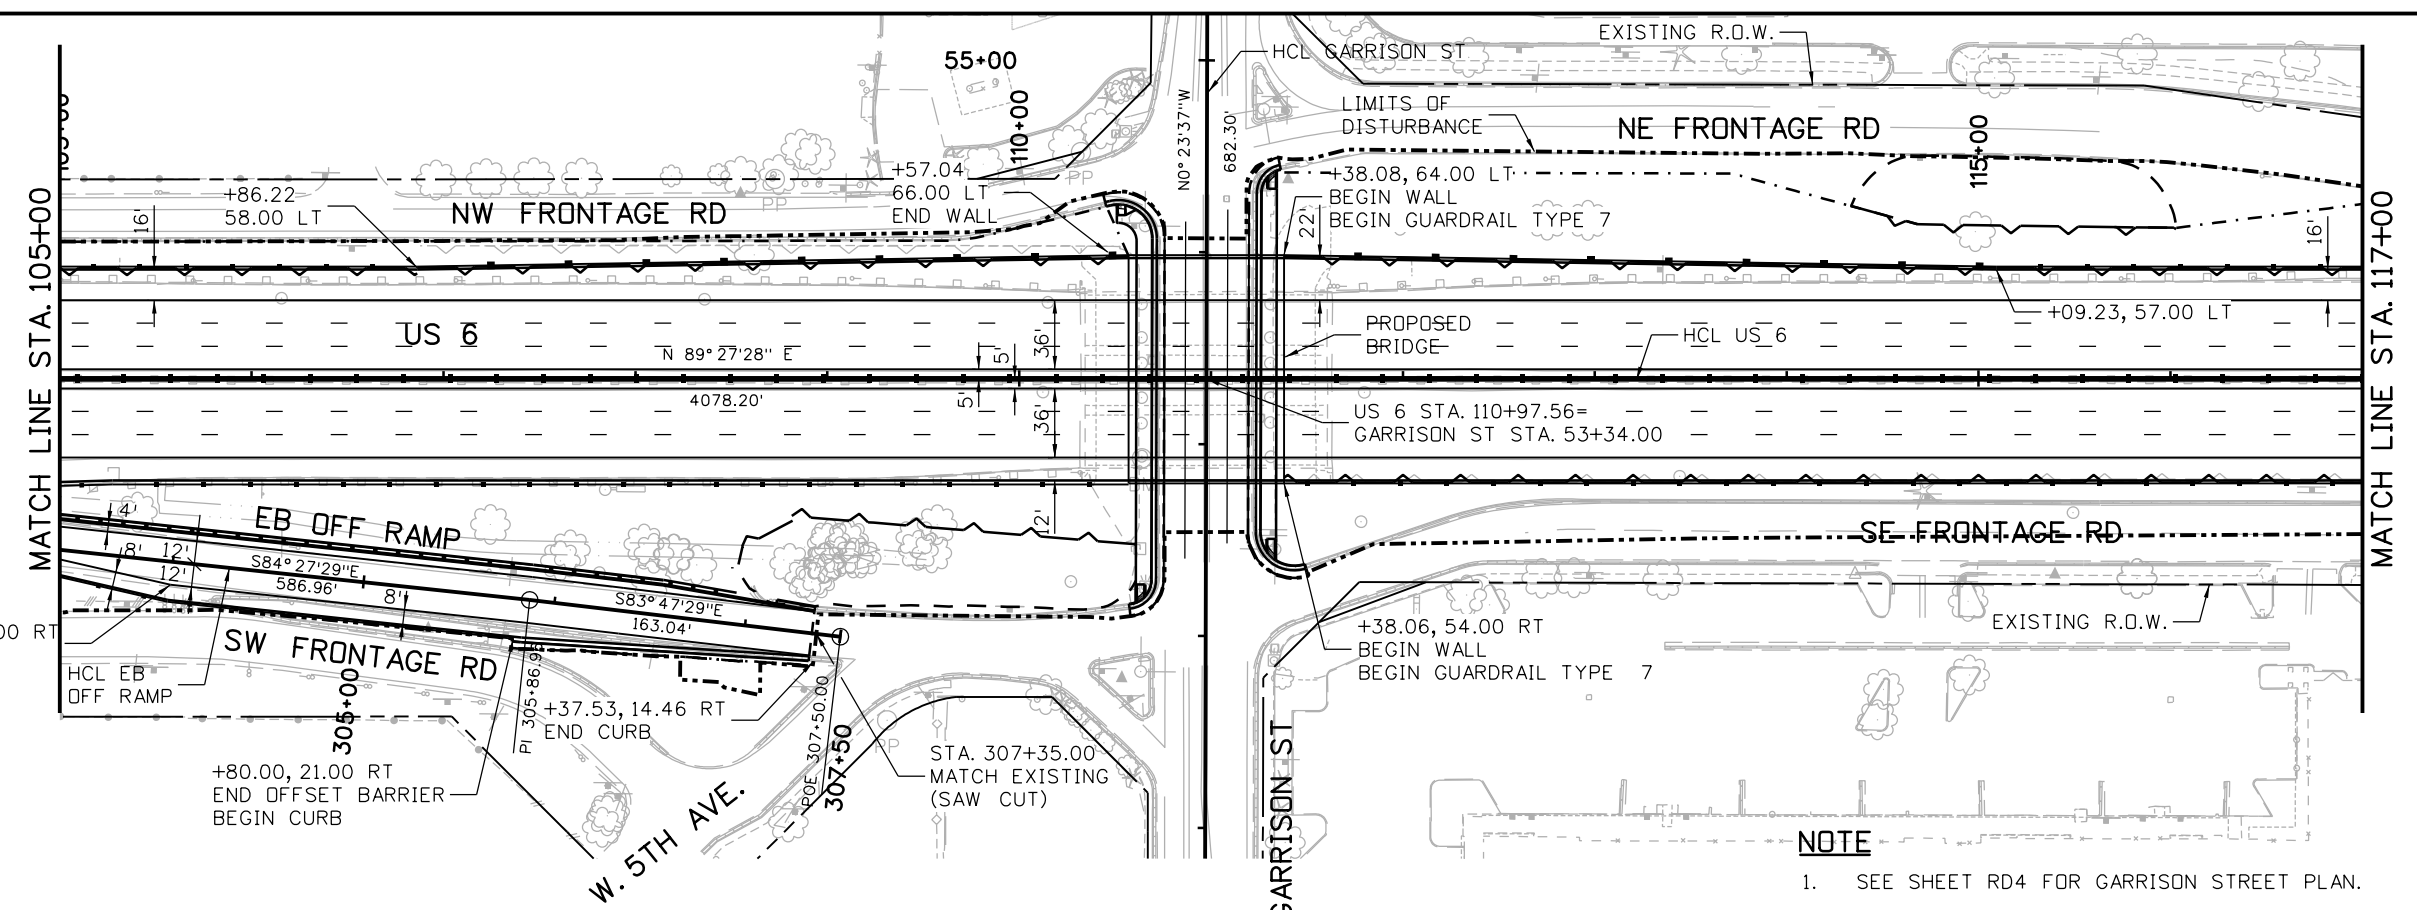 HCL GARRISON ST
EXISTING R.O.W.
55+00
110+00
N0° 23'37"W
682.30'
LIMITS OF
DISTURBANCE
NE FRONTAGE RD
115+00
MATCH LINE STA. 105+00
16'
+86.22
58.00 LT
NW FRONTAGE RD
+57.04
66.00 LT
END WALL
PP
PP
+38.08, 64.00 LT
BEGIN WALL
BEGIN GUARDRAIL TYPE 7
22'
16'
MATCH LINE STA. 117+00
+09.23, 57.00 LT
US 6
N 89° 27'28" E
4078.20'
5'
5'
36'
36'
12'
PROPOSED
BRIDGE
HCL US 6
US 6 STA. 110+97.56=
GARRISON ST STA. 53+34.00
EB OFF RAMP
4'
8'
12'
12'
S84° 27'29"E
586.96'
8'
S83° 47'29"E
163.04'
SE FRONTAGE RD
EXISTING R.O.W.
00 RT
HCL EB
OFF RAMP
SW FRONTAGE RD
305+00
+38.06, 54.00 RT
BEGIN WALL
BEGIN GUARDRAIL TYPE 7
+37.53, 14.46 RT
END CURB
POE 307+50.00
307+50
PP
STA. 307+35.00
MATCH EXISTING
(SAW CUT)
+80.00, 21.00 RT
END OFFSET BARRIER
BEGIN CURB
W. 5TH AVE.
GARRISON ST
NOTE
1. SEE SHEET RD4 FOR GARRISON STREET PLAN.